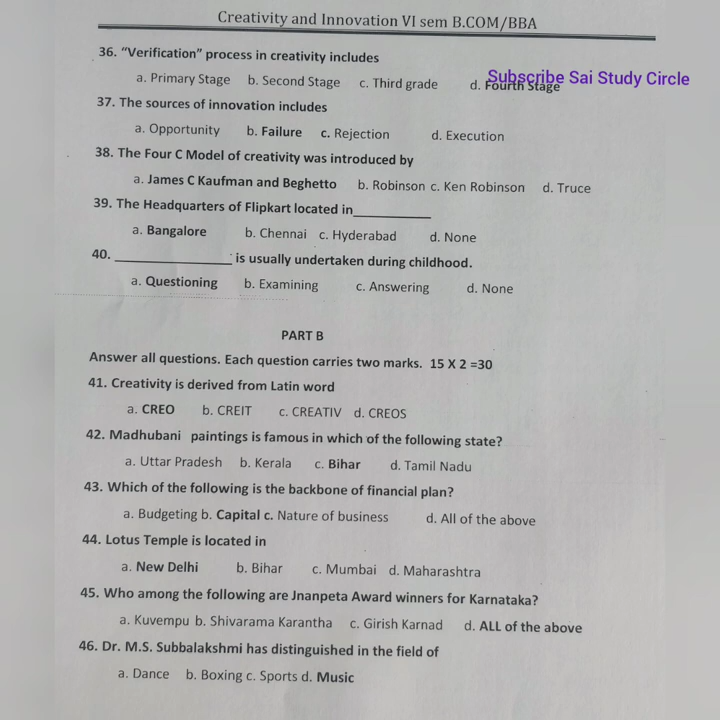 Creativity and Innovation VI sem B.COM/BBA
36. “Verification” process in creativity includes
a. Primary Stage b. Second Stage c. Third grade d. Fourth Stage
Subscribe Sai Study Circle
37. The sources of innovation includes
a. Opportunity b. Failure c. Rejection d. Execution
38. The Four C Model of creativity was introduced by
a. James C Kaufman and Beghetto b. Robinson c. Ken Robinson d. Truce
39. The Headquarters of Flipkart located in____________
a. Bangalore b. Chennai c. Hyderabad d. None
40. __________________ is usually undertaken during childhood.
a. Questioning b. Examining c. Answering d. None
PART B
Answer all questions. Each question carries two marks. 15 X 2 =30
41. Creativity is derived from Latin word
a. CREO b. CREIT c. CREATIV d. CREOS
42. Madhubani paintings is famous in which of the following state?
a. Uttar Pradesh b. Kerala c. Bihar d. Tamil Nadu
43. Which of the following is the backbone of financial plan?
a. Budgeting b. Capital c. Nature of business d. All of the above
44. Lotus Temple is located in
a. New Delhi b. Bihar c. Mumbai d. Maharashtra
45. Who among the following are Jnanpeta Award winners for Karnataka?
a. Kuvempu b. Shivarama Karantha c. Girish Karnad d. ALL of the above
46. Dr. M.S. Subbalakshmi has distinguished in the field of
a. Dance b. Boxing c. Sports d. Music